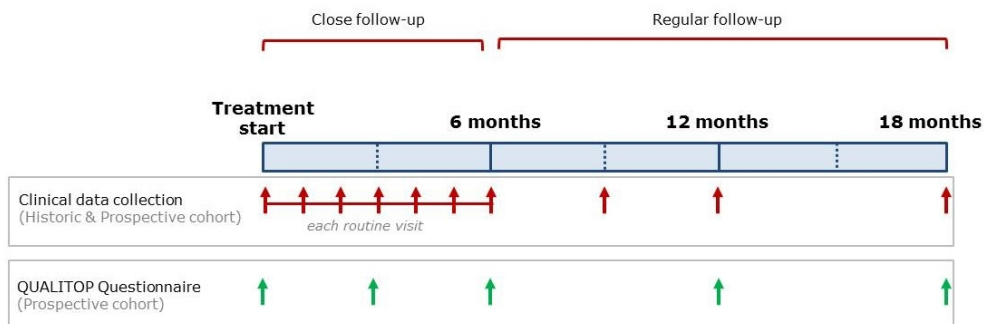 Close follow-up
Regular follow-up
Treatment
start
6 months
12 months
18 months
Clinical data collection
(Historic & Prospective cohort)
each routine visit
QUALITOP Questionnaire
(Prospective cohort)